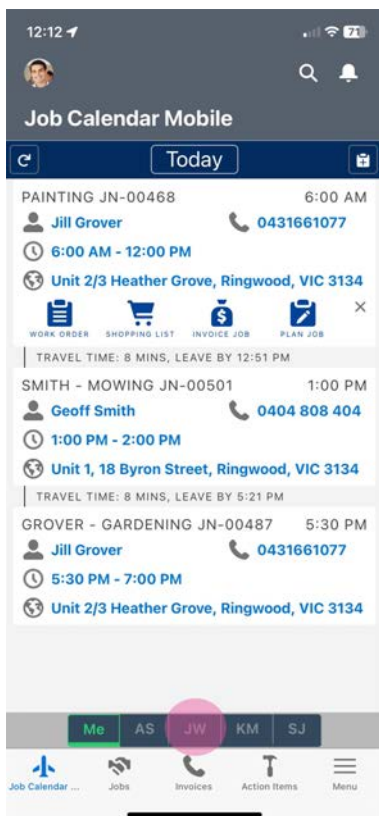 12:12
71
Job Calendar Mobile
Today
PAINTING JN-00468 6:00 AM
Jill Grover 0431661077
6:00 AM - 12:00 PM
Unit 2/3 Heather Grove, Ringwood, VIC 3134
WORK ORDER SHOPPING LIST INVOICE JOB PLAN JOB
TRAVEL TIME: 8 MINS, LEAVE BY 12:51 PM
SMITH - MOWING JN-00501 1:00 PM
Geoff Smith 0404 808 404
1:00 PM - 2:00 PM
Unit 1, 18 Byron Street, Ringwood, VIC 3134
TRAVEL TIME: 8 MINS, LEAVE BY 5:21 PM
GROVER - GARDENING JN-00487 5:30 PM
Jill Grover 0431661077
5:30 PM - 7:00 PM
Unit 2/3 Heather Grove, Ringwood, VIC 3134
Me AS JW KM SJ
Job Calendar ... Jobs Invoices Action Items Menu